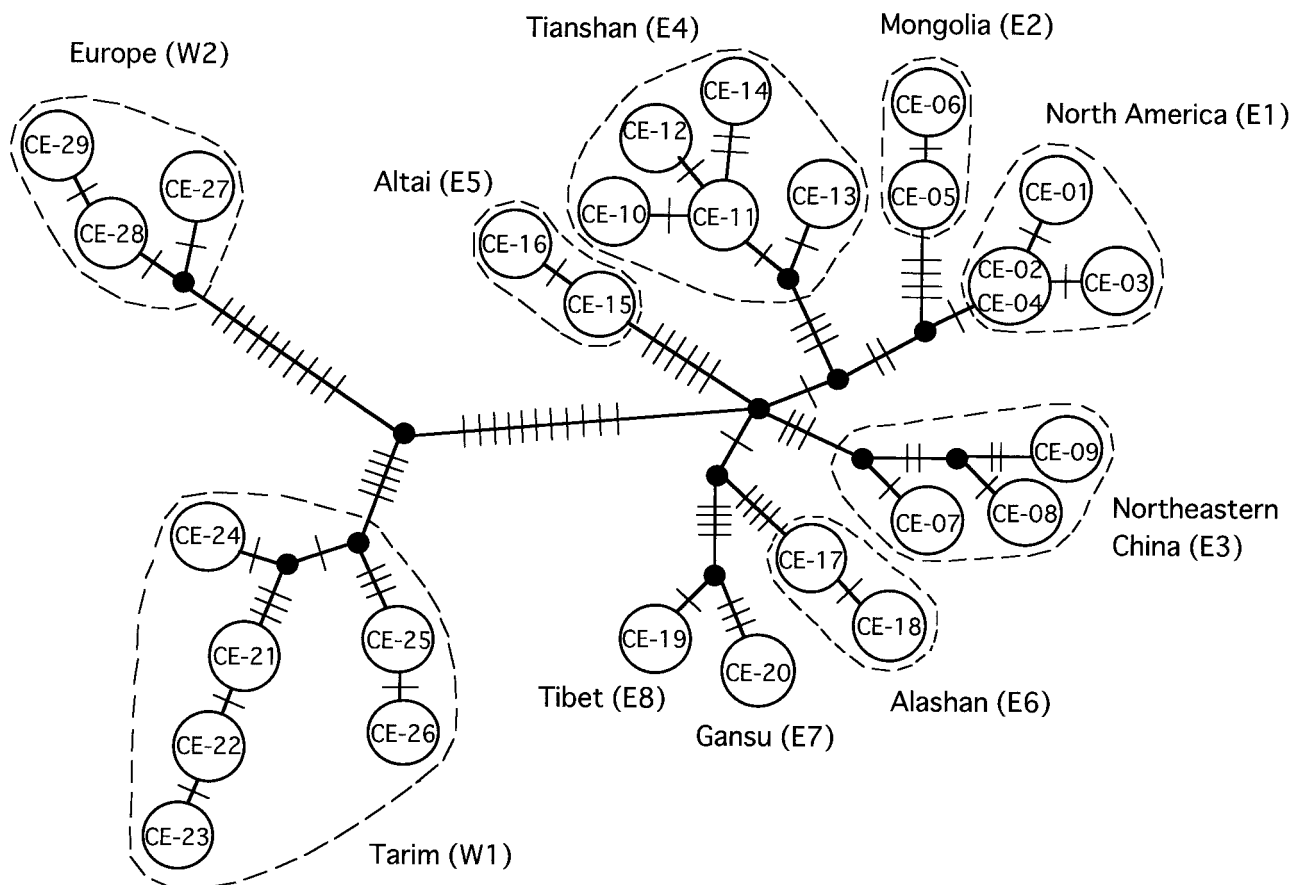 Europe (W2)
CE-29
CE-27
CE-28
Altai (E5)
CE-16
CE-15
Tianshan (E4)
CE-14
CE-12
CE-13
CE-10
CE-11
Mongolia (E2)
CE-06
CE-05
North America (E1)
CE-01
CE-02
CE-04
CE-03
CE-09
CE-07
CE-08
Northeastern
China (E3)
CE-17
CE-18
Alashan (E6)
CE-19
CE-20
Tibet (E8)
Gansu (E7)
CE-24
CE-21
CE-25
CE-22
CE-26
CE-23
Tarim (W1)